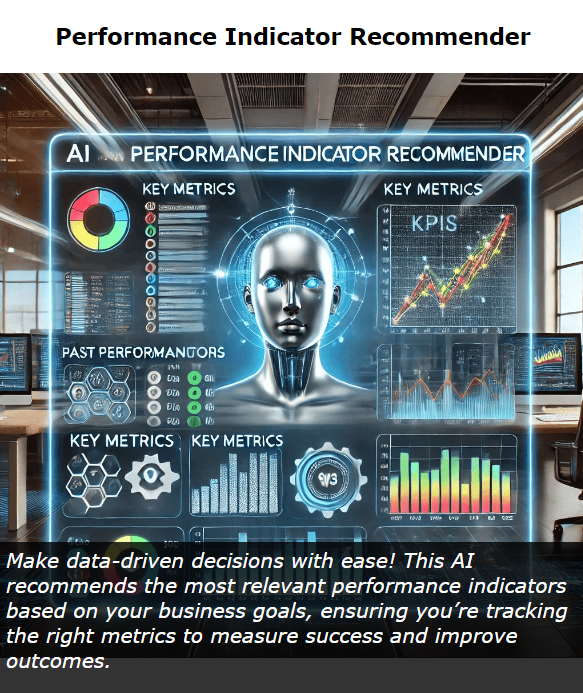 Performance Indicator Recommender
AI PERFORMANCE INDICATOR RECOMMENDER
KEY METRICS
KEY METRICS
KPIS
PAST PERFORMANTORS
KEY METRICS
KEY METRICS
Make data-driven decisions with ease! This AI
recommends the most relevant performance indicators
based on your business goals, ensuring you’re tracking
the right metrics to measure success and improve
outcomes.